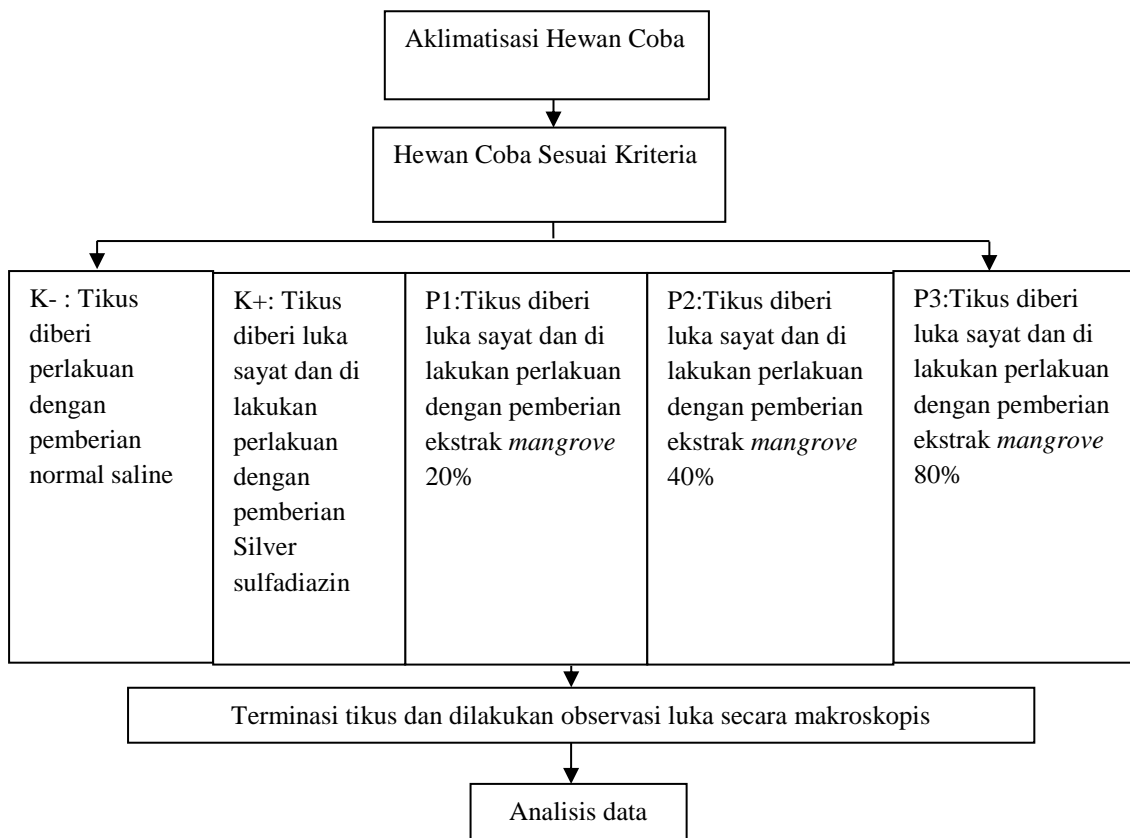 Aklimatisasi Hewan Coba
Hewan Coba Sesuai Kriteria
K- : Tikus
diberi
perlakuan
dengan
pemberian
normal saline
K+: Tikus
diberi luka
sayat dan di
lakukan
perlakuan
dengan
pemberian
Silver
sulfadiazin
P1:Tikus diberi
luka sayat dan di
lakukan perlakuan
dengan pemberian
ekstrak mangrove
20%
P2:Tikus diberi
luka sayat dan di
lakukan perlakuan
dengan pemberian
ekstrak mangrove
40%
P3:Tikus diberi
luka sayat dan di
lakukan perlakuan
dengan pemberian
ekstrak mangrove
80%
Terminasi tikus dan dilakukan observasi luka secara makroskopis
Analisis data